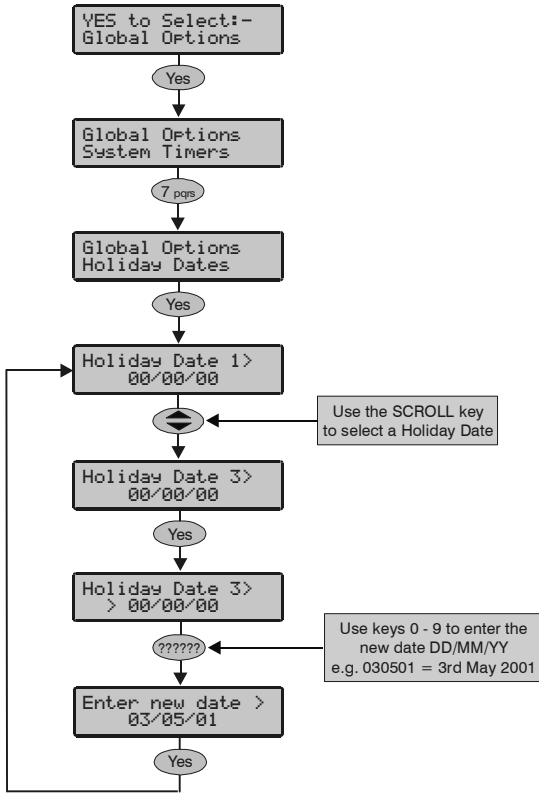 YES to Select:-
Global Options
Yes
Global Options
System Timers
7 pqrs
Global Options
Holiday Dates
Yes
Holiday Date 1>
00/00/00
Use the SCROLL key
to select a Holiday Date
Holiday Date 3>
00/00/00
Yes
Holiday Date 3>
> 00/00/00
??????
Use keys 0 - 9 to enter the
new date DD/MM/YY
e.g. 030501 = 3rd May 2001
Enter new date >
03/05/01
Yes